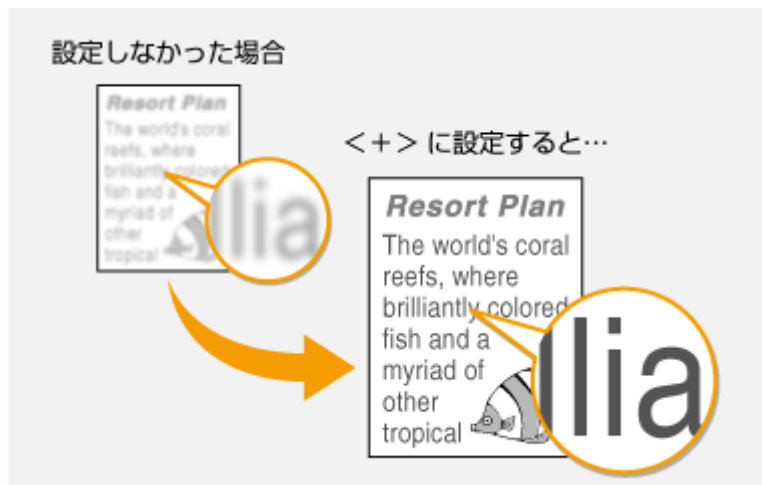 設定しなかった場合
Resort Plan
The world's coral
reefs, where
brilliantly colored
fish and a
myriad of
other
tropical
lia
<+> に設定すると…
Resort Plan
The world's coral
reefs, where
brilliantly colored
fish and a
myriad of
other
tropical
llia